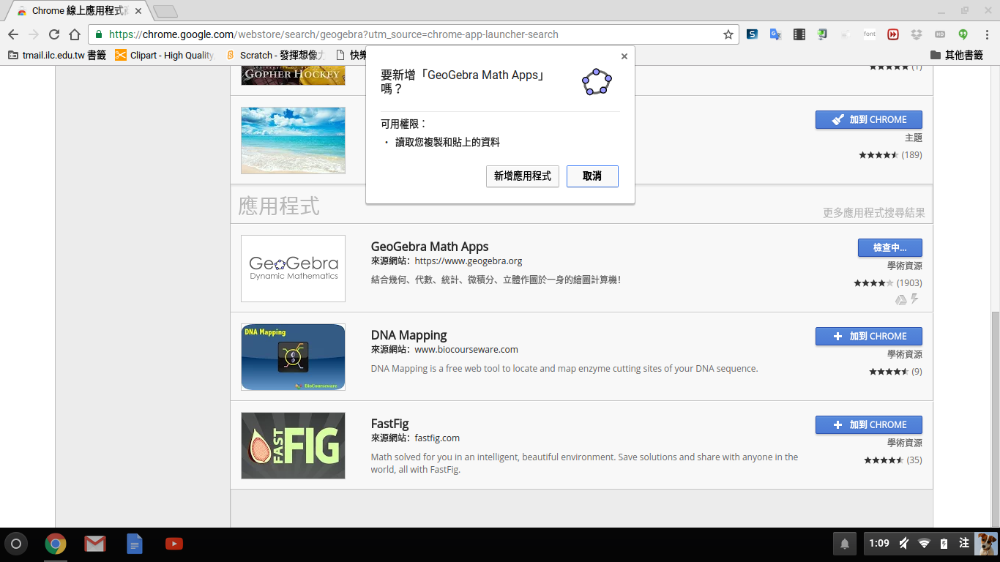 Chrome 線上應用程式商
https://chrome.google.com/webstore/search/geogebra?utm_source=chrome-app-launcher-search
font
HD
tmail.ilc.edu.tw 書籤
Clipart - High Quality
Scratch - 發揮想像力
快樂
其他書籤
要新增「GeoGebra Math Apps」
嗎？
可用權限：
• 讀取您複製和貼上的資料
新增應用程式
取消
GOPHER HOCKEY
(1)
加到 CHROME
主題
(189)
應用程式
更多應用程式搜尋結果
GeoGebra
Dynamic Mathematics
GeoGebra Math Apps
來源網站：https://www.geogebra.org
結合幾何、代數、統計、微積分、立體作圖於一身的繪圖計算機!
檢查中...
學術資源
(1903)
DNA Mapping
BioCourseware
DNA Mapping
來源網站：www.biocourseware.com
DNA Mapping is a free web tool to locate and map enzyme cutting sites of your DNA sequence.
加到 CHROME
學術資源
(9)
FAST
FIG
FastFig
來源網站：fastfig.com
Math solved for you in an intelligent, beautiful environment. Save solutions and share with anyone in the
world, all with FastFig.
加到 CHROME
學術資源
(35)
1:09
注